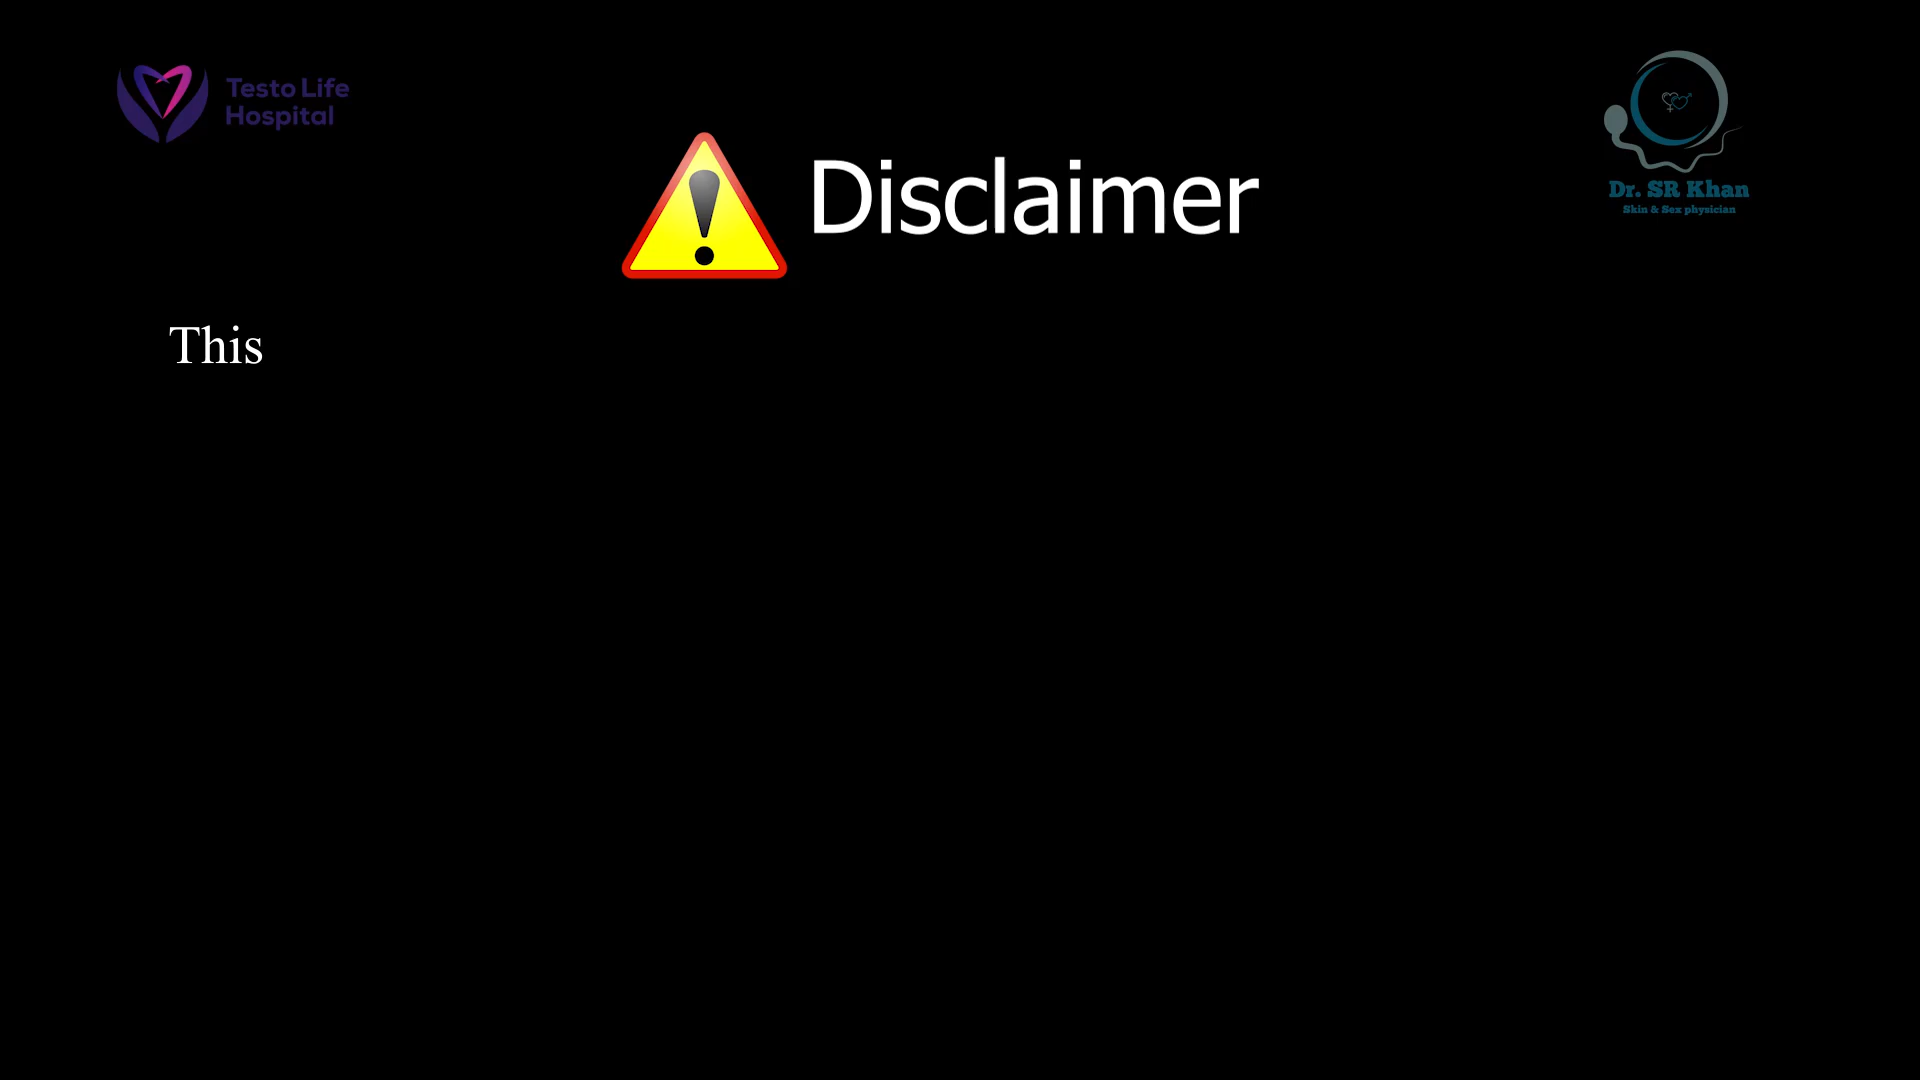 Testo Life
Hospital
Disclaimer
Dr. SR Khan
Skin & Sex physician
This